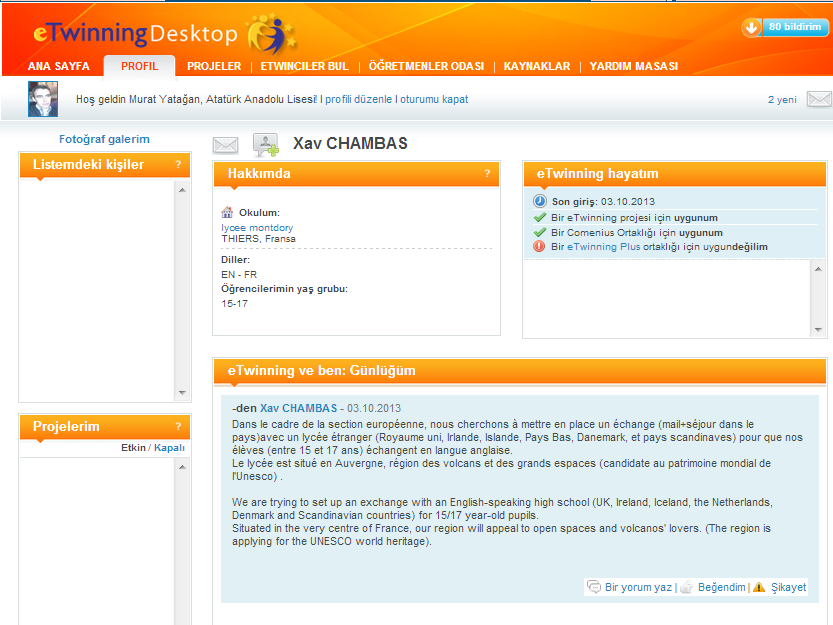 eTwinningDesktop
80 bildirim
ANA SAYFA PROFIL PROJELER ETWINCILER BUL ÖĞRETMENLER ODASI KAYNAKLAR YARDIM MASASI
Hoş geldin Murat Yatağan, Atatürk Anadolu Lisesi! | profili düzenle | oturumu kapat
2 yeni
Fotoğraf galerim
Xav CHAMBAS
Listemdeki kişiler ?
Hakkımda ?
Okulum:
lycee montdory
THIERS, Fransa
Diller:
EN - FR
Öğrencilerimin yaş grubu:
15-17
eTwinning hayatım
Son giriş: 03.10.2013
Bir eTwinning projesi için uygunum
Bir Comenius Ortaklığı için uygunum
Bir eTwinning Plus ortaklığı için uygundeğilim
Projelerim ?
Etkin / Kapalı
eTwinning ve ben: Günlüğüm
-den Xav CHAMBAS - 03.10.2013
Dans le cadre de la section européenne, nous cherchons à mettre en place un échange (mail+séjour dans le
pays)avec un lycée étranger (Royaume uni, Irlande, Islande, Pays Bas, Danemark, et pays scandinaves) pour que nos
élèves (entre 15 et 17 ans) échangent en langue anglaise.
Le lycée est situé en Auvergne, région des volcans et des grands espaces (candidate au patrimoine mondial de
l'Unesco) .
We are trying to set up an exchange with an English-speaking high school (UK, Ireland, Iceland, the Netherlands,
Denmark and Scandinavian countries) for 15/17 year-old pupils.
Situated in the very centre of France, our region will appeal to open spaces and volcanos' lovers. (The region is
applying for the UNESCO world heritage).
Bir yorum yaz | Beğendim | Şikayet